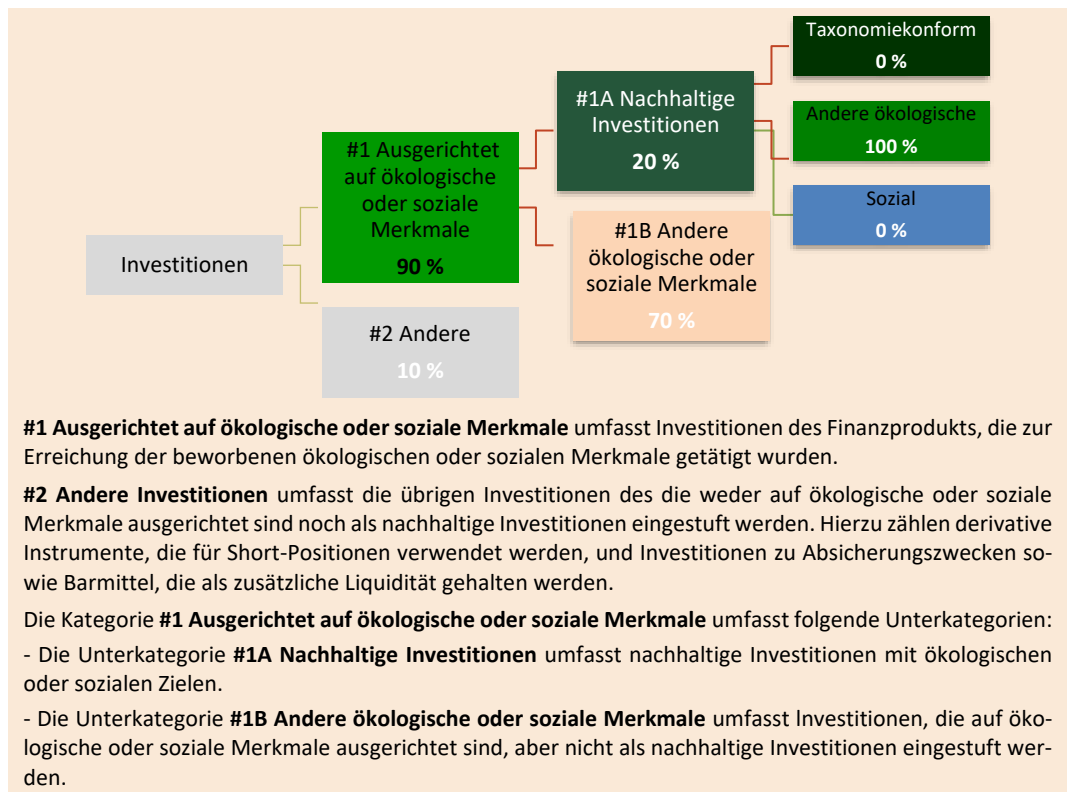 Investitionen
#1 Ausgerichtet
auf ökologische
oder soziale
Merkmale
90 %
#2 Andere
10 %
#1A Nachhaltige
Investitionen
20 %
#1B Andere
ökologische oder
soziale Merkmale
70 %
Taxonomiekonform
0 %
Andere ökologische
100 %
Sozial
0 %
#1 Ausgerichtet auf ökologische oder soziale Merkmale umfasst Investitionen des Finanzprodukts, die zur
Erreichung der beworbenen ökologischen oder sozialen Merkmale getätigt wurden.
#2 Andere Investitionen umfasst die übrigen Investitionen des die weder auf ökologische oder soziale
Merkmale ausgerichtet sind noch als nachhaltige Investitionen eingestuft werden. Hierzu zählen derivative
Instrumente, die für Short-Positionen verwendet werden, und Investitionen zu Absicherungszwecken so-
wie Barmittel, die als zusätzliche Liquidität gehalten werden.
Die Kategorie #1 Ausgerichtet auf ökologische oder soziale Merkmale umfasst folgende Unterkategorien:
- Die Unterkategorie #1A Nachhaltige Investitionen umfasst nachhaltige Investitionen mit ökologischen
oder sozialen Zielen.
- Die Unterkategorie #1B Andere ökologische oder soziale Merkmale umfasst lnvestitionen, die auf öko-
logische oder soziale Merkmale ausgerichtet sind, aber nicht als nachhaltige Investitionen eingestuft wer-
den.